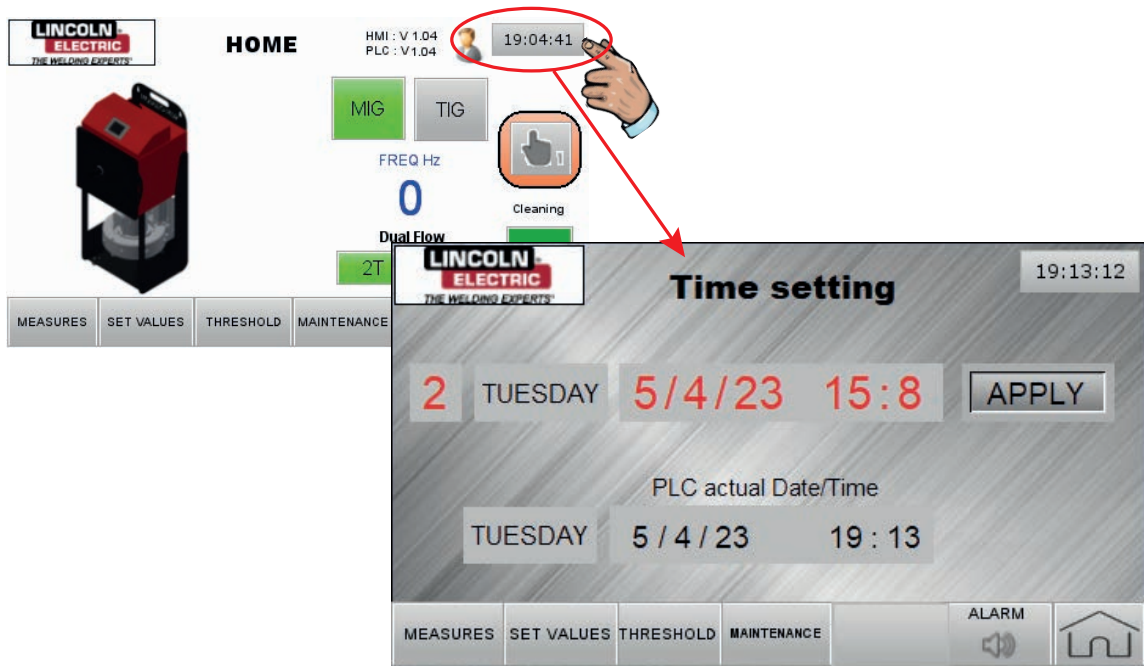 LINCOLN
ELECTRIC
THE WELDING EXPERTS®
HOME
HMI : V 1.04
PLC : V1.04
19:04:41
MIG
TIG
FREQ Hz
0
Cleaning
Dual Flow
2T
MEASURES
SET VALUES
THRESHOLD
MAINTENANCE
LINCOLN
ELECTRIC
THE WELDING EXPERTS®
Time setting
19:13:12
2 TUESDAY 5/4/23 15:8 APPLY
PLC actual Date/Time
TUESDAY 5 / 4 / 23 19 : 13
MEASURES
SET VALUES
THRESHOLD
MAINTENANCE
ALARM